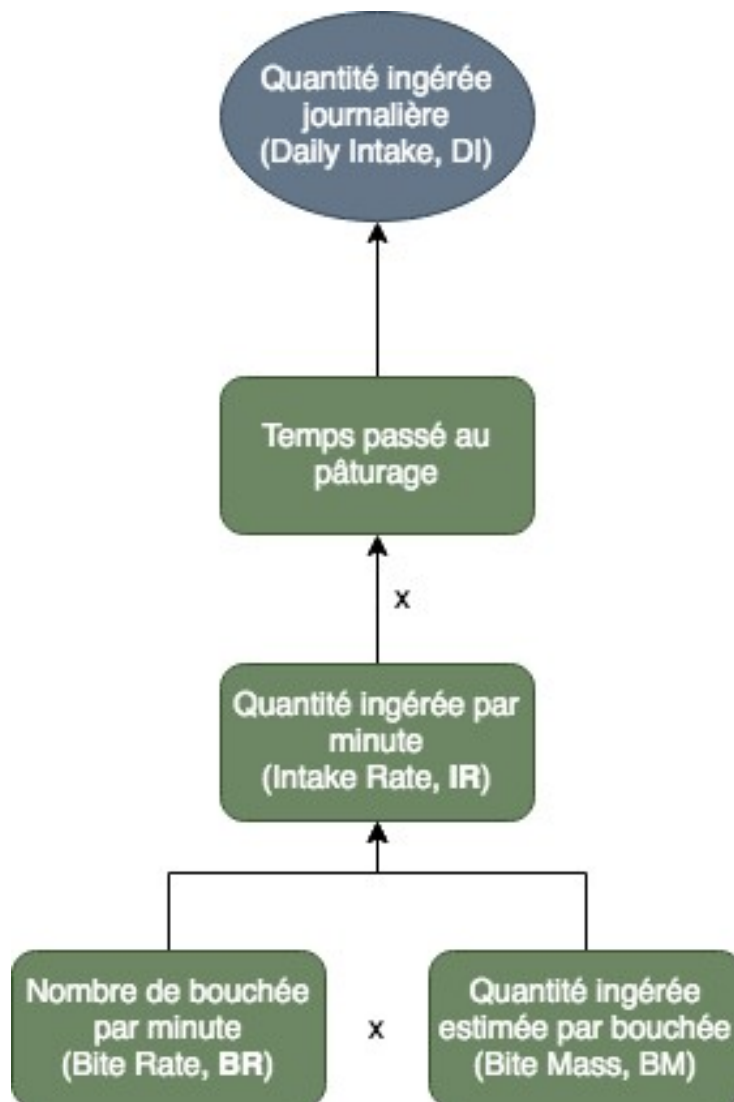 Quantité ingérée
journalière
(Daily Intake, DI)
Temps passé au
pâturage
x
Quantité ingérée par
minute
(Intake Rate, IR)
Nombre de bouchée
par minute
(Bite Rate, BR)
x
Quantité ingérée
estimée par bouchée
(Bite Mass, BM)